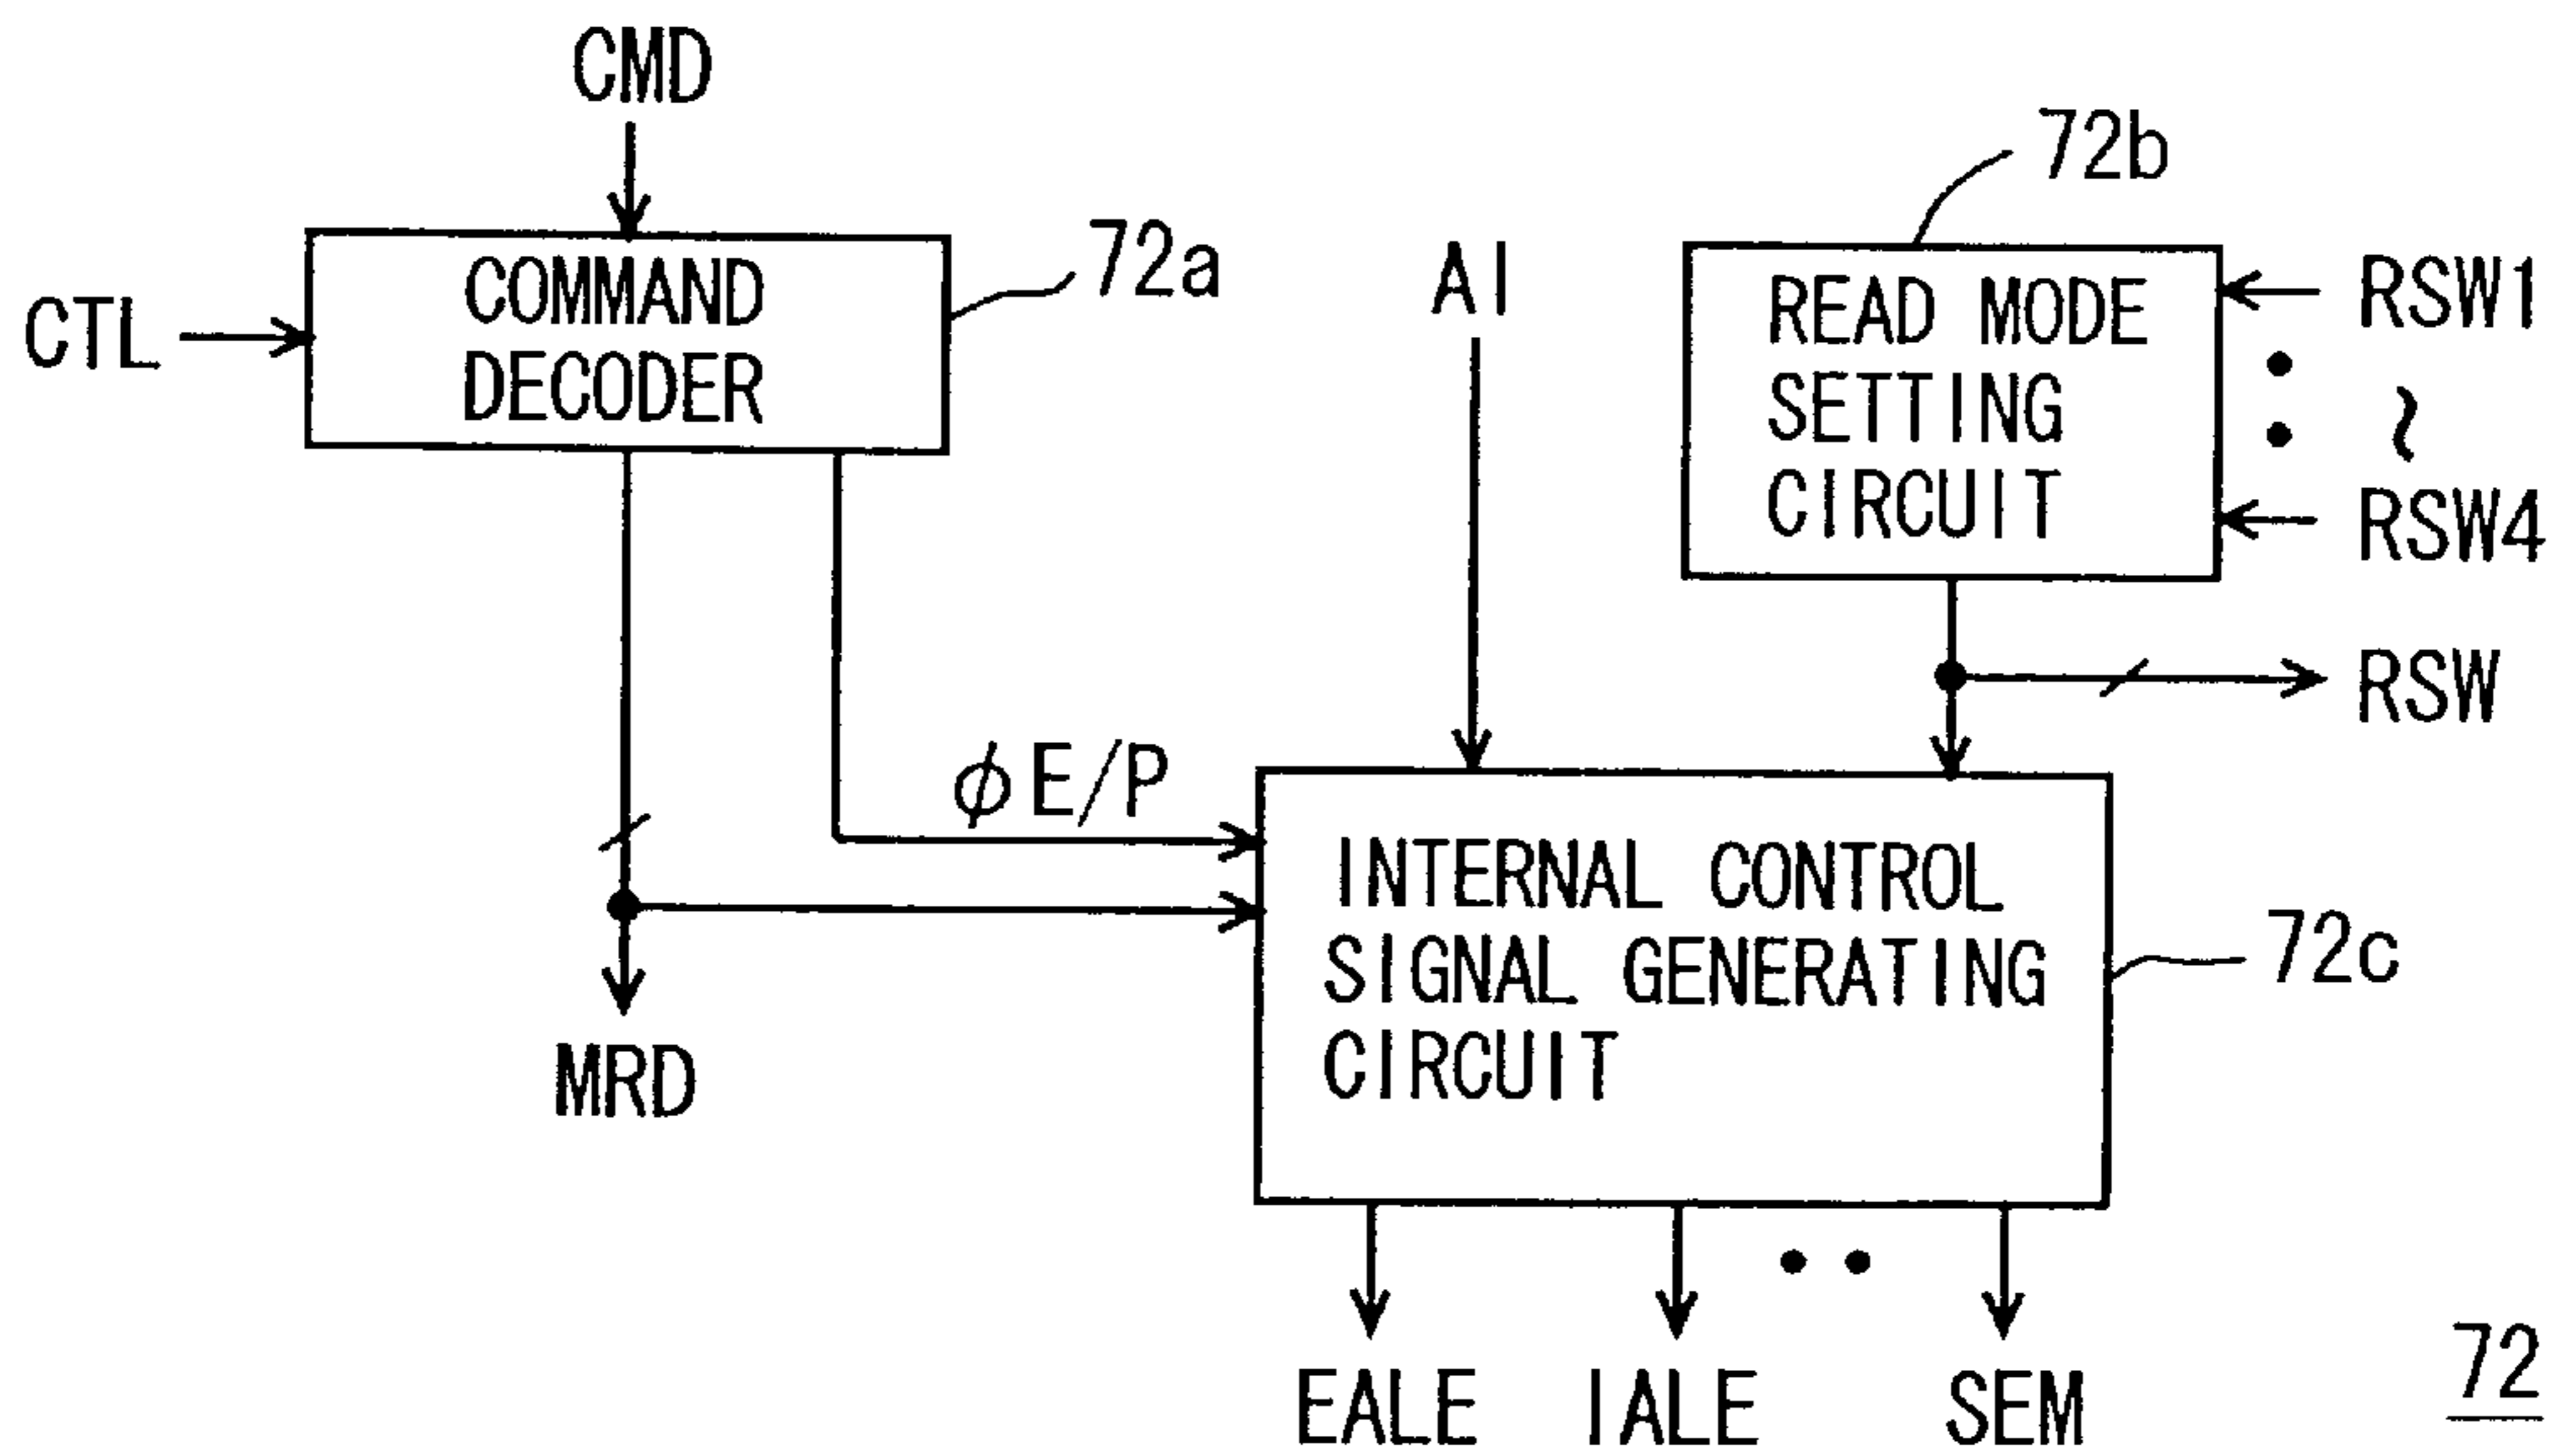 CMD
72a
CTL
COMMAND
DECODER
72b
AI
READ MODE
SETTING
CIRCUIT
RSW1
~
RSW4
RSW
φE/P
MRD
INTERNAL CONTROL
SIGNAL GENERATING
CIRCUIT
72c
EALE
IALE
SEM
72